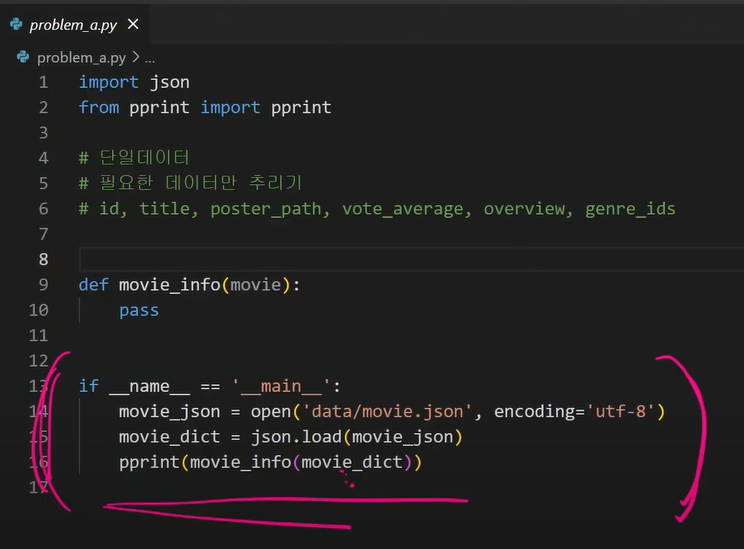 problem_a.py
problem_a.py > ...
1 import json
2 from pprint import pprint
3
4 # 단일데이터
5 # 필요한 데이터만 추리기
6 # id, title, poster_path, vote_average, overview, genre_ids
7
8
9 def movie_info(movie):
10     pass
11
12
13 if __name__ == '__main__':
14     movie_json = open('data/movie.json', encoding='utf-8')
15     movie_dict = json.load(movie_json)
16     pprint(movie_info(movie_dict))
17